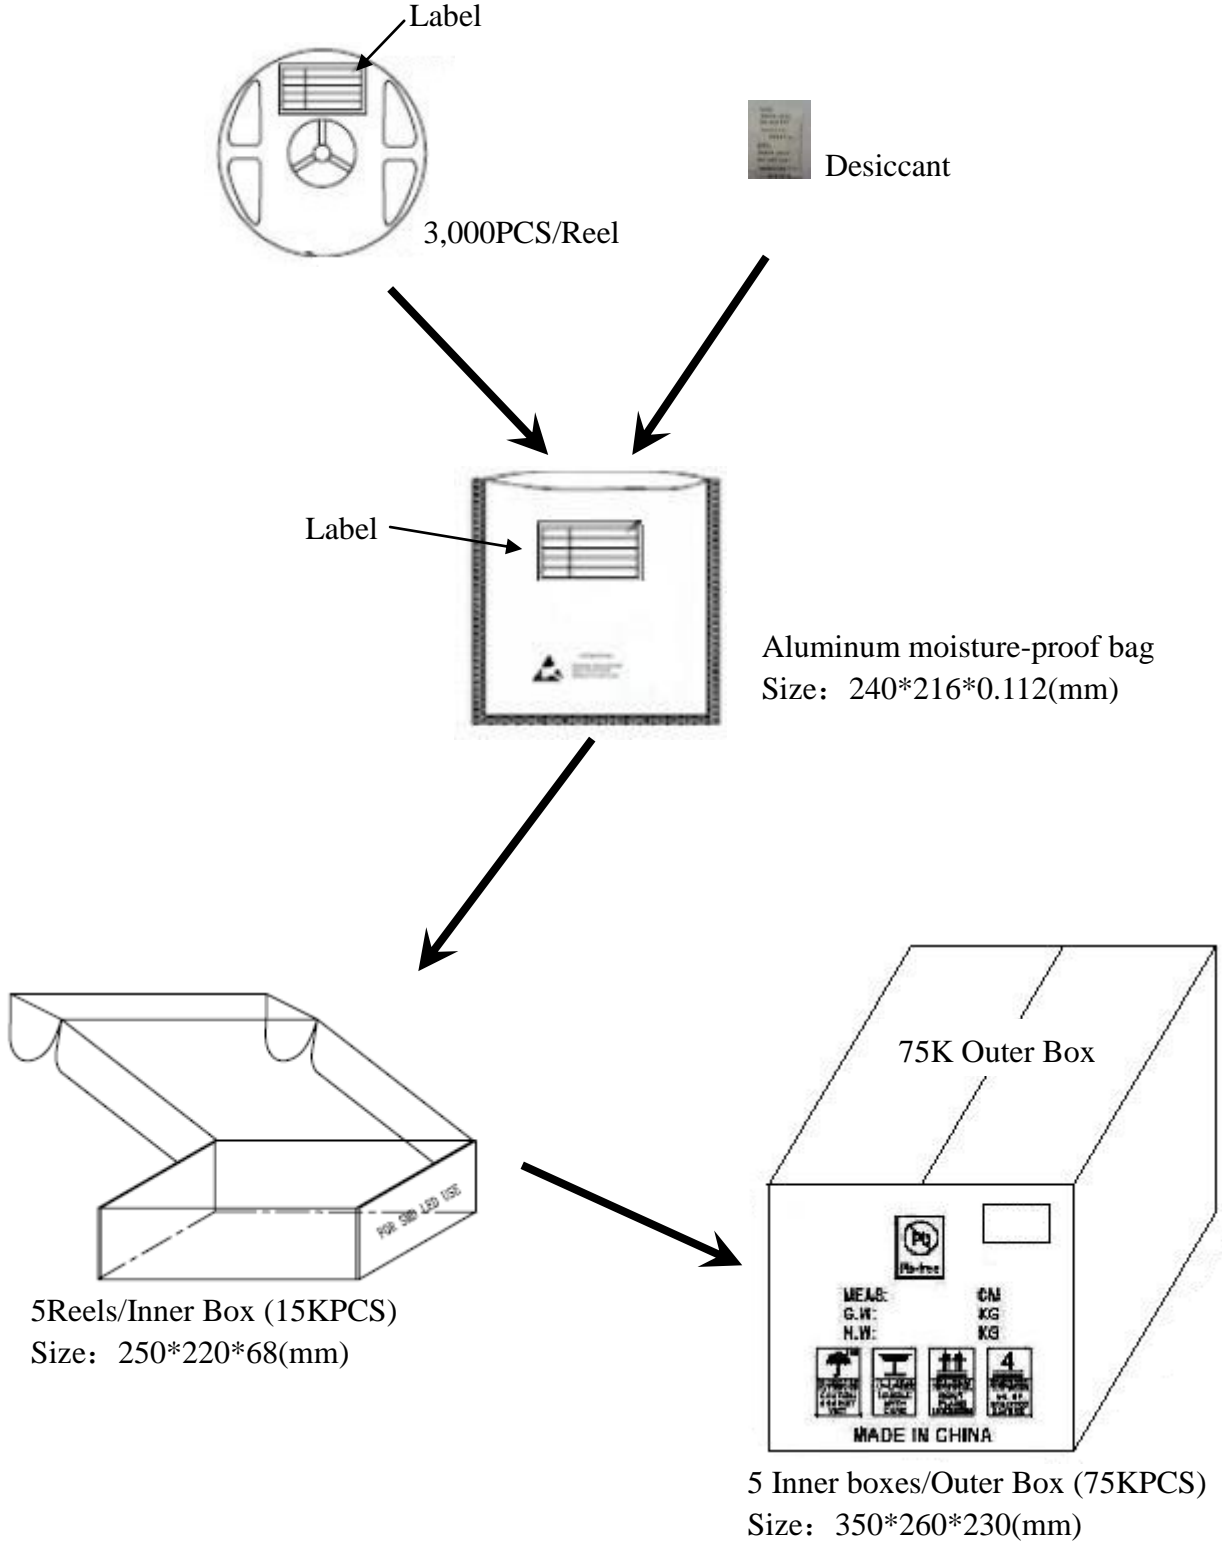 Label
Desiccant
3,000PCS/Reel
Label
Aluminum moisture-proof bag
Size：240*216*0.112(mm)
75K Outer Box
FOR SMD LED USE
Pb
Pb-free
MEAS: CM
G.W: KG
N.W: KG
4
MADE IN CHINA
5Reels/Inner Box (15KPCS)
Size：250*220*68(mm)
5 Inner boxes/Outer Box (75KPCS)
Size：350*260*230(mm)